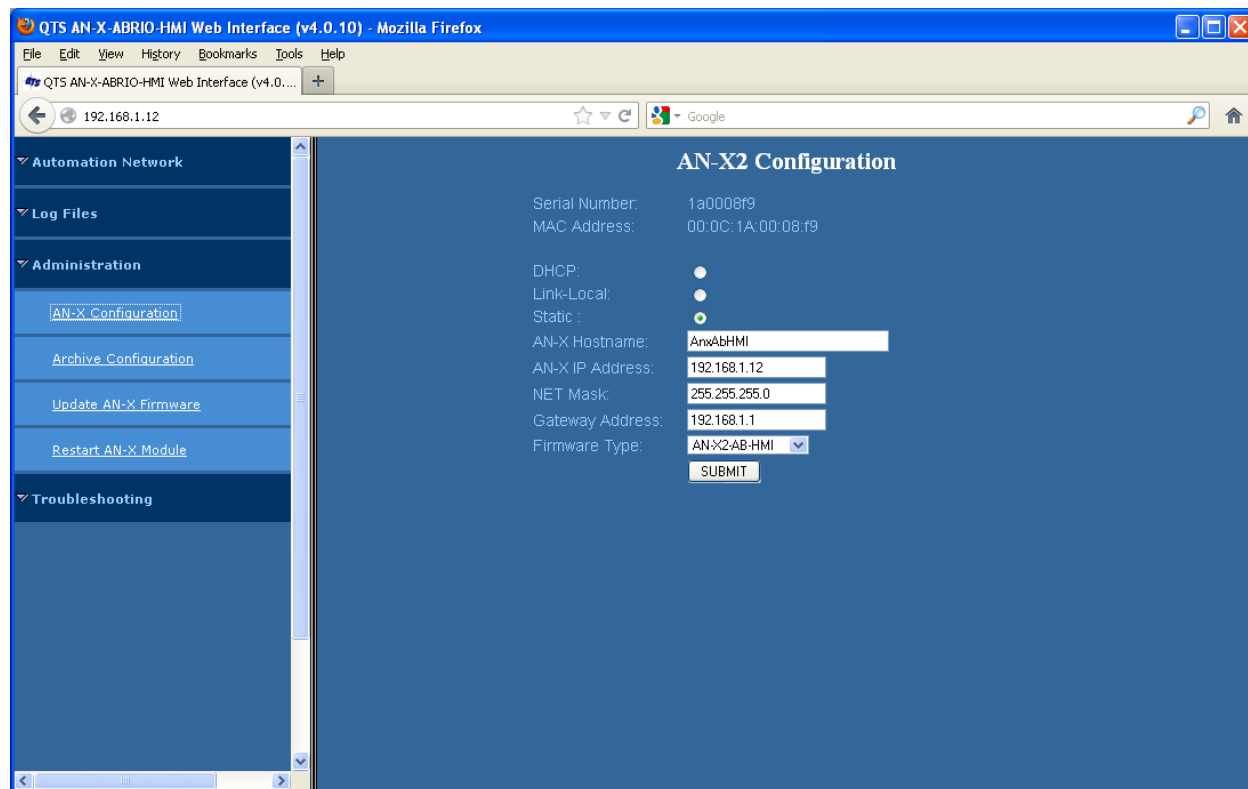 QTS AN-X-ABRIO-HMI Web Interface (v4.0.10) - Mozilla Firefox
File Edit View History Bookmarks Tools Help
QTS QTS AN-X-ABRIO-HMI Web Interface (v4.0.... +
192.168.1.12 Google
Automation Network
Log Files
Administration
AN-X Configuration
Archive Configuration
Update AN-X Firmware
Restart AN-X Module
Troubleshooting
AN-X2 Configuration
Serial Number: 1a0008f9
MAC Address: 00:0C:1A:00:08:f9
DHCP:
Link-Local:
Static :
AN-X Hostname: AnxAbHMI
AN-X IP Address: 192.168.1.12
NET Mask: 255.255.255.0
Gateway Address: 192.168.1.1
Firmware Type: AN-X2-AB-HMI
SUBMIT